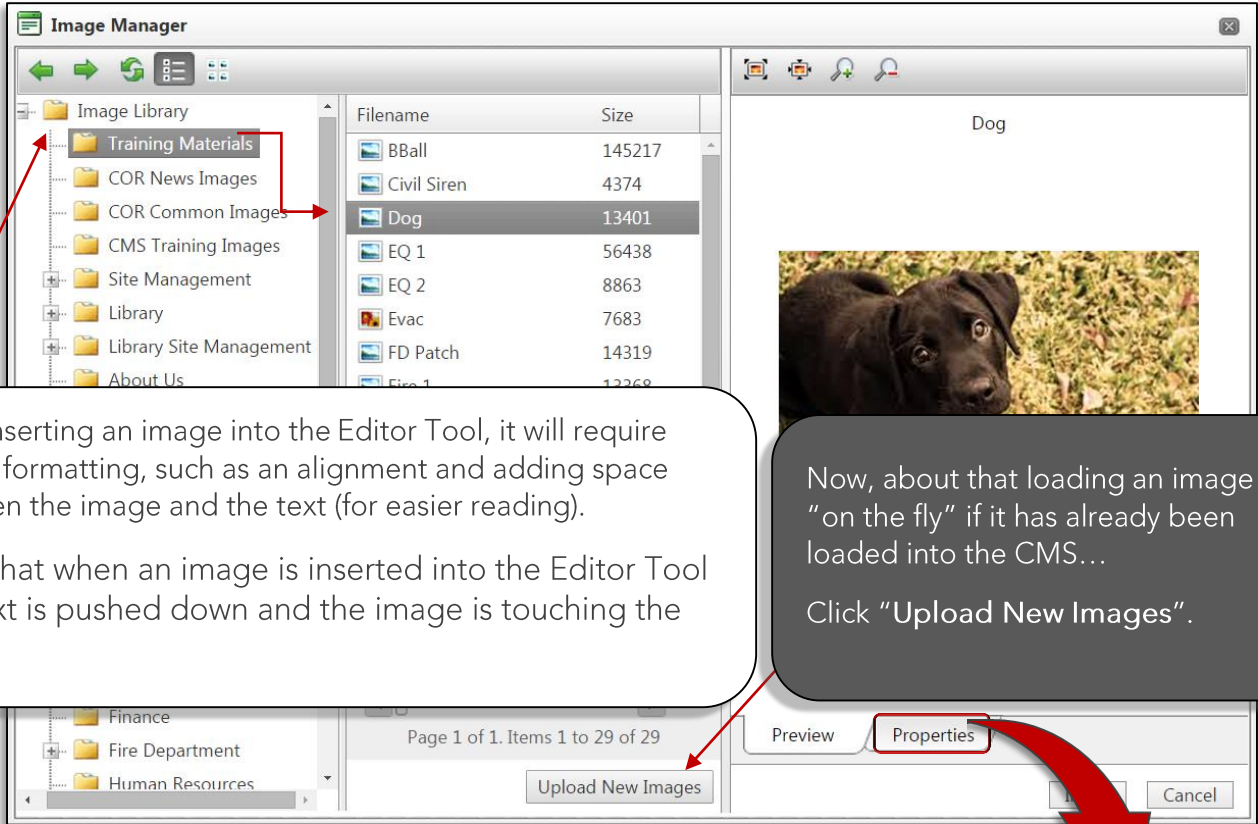 Image Manager
Image Library
Training Materials
COR News Images
COR Common Images
CMS Training Images
Site Management
Library
Library Site Management
About Us
Filename Size
BBall 145217
Civil Siren 4374
Dog 13401
EQ 1 56438
EQ 2 8863
Evac 7683
FD Patch 14319
Fire 1 13368
Dog
nserting an image into the Editor Tool, it will require
formatting, such as an alignment and adding space
en the image and the text (for easier reading).
hat when an image is inserted into the Editor Tool
xt is pushed down and the image is touching the
Now, about that loading an image
“on the fly” if it has already been
loaded into the CMS…
Click “Upload New Images”.
Finance
Fire Department
Human Resources
Page 1 of 1. Items 1 to 29 of 29
Upload New Images
Preview Properties
Cancel